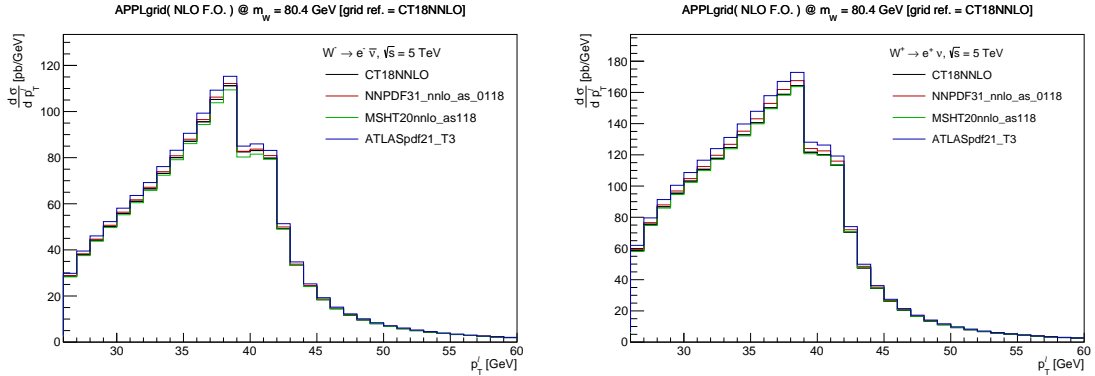 APPLgrid( NLO F.O. ) @ m_W = 80.4 GeV [grid ref. = CT18NNLO]
dσ/dp_T^l [pb/GeV]
W⁻ → e⁻ ν̅, √s = 5 TeV
CT18NNLO
NNPDF31_nnlo_as_0118
MSHT20nnlo_as118
ATLASpdf21_T3
120
100
80
60
40
20
0
30 35 40 45 50 55 60
p_T^l [GeV]
APPLgrid( NLO F.O. ) @ m_W = 80.4 GeV [grid ref. = CT18NNLO]
dσ/dp_T^l [pb/GeV]
W⁺ → e⁺ ν, √s = 5 TeV
CT18NNLO
NNPDF31_nnlo_as_0118
MSHT20nnlo_as118
ATLASpdf21_T3
180
160
140
120
100
80
60
40
20
0
30 35 40 45 50 55 60
p_T^l [GeV]